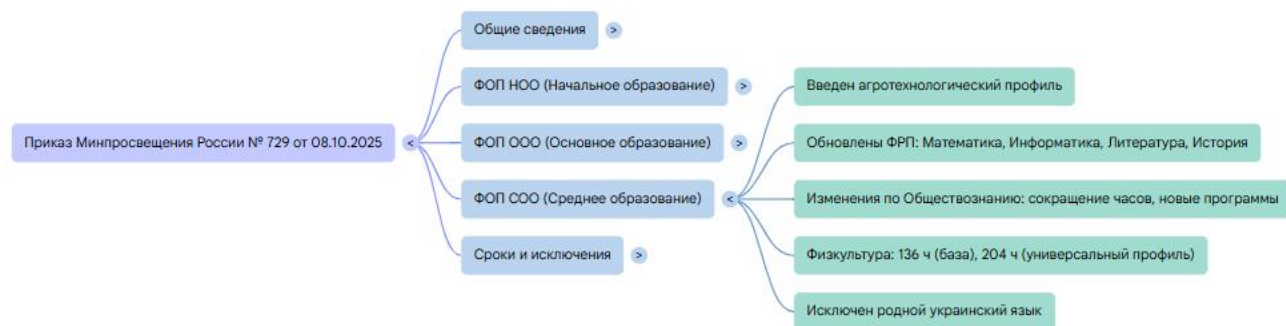 Приказ Минпросвещения России № 729 от 08.10.2025
<
Общие сведения
>
ФОП НОО (Начальное образование)
>
ФОП ООО (Основное образование)
>
ФОП СОО (Среднее образование)
<
Сроки и исключения
>
Введен агротехнологический профиль
Обновлены ФРП: Математика, Информатика, Литература, История
Изменения по Обществознанию: сокращение часов, новые программы
Физкультура: 136 ч (база), 204 ч (универсальный профиль)
Исключен родной украинский язык